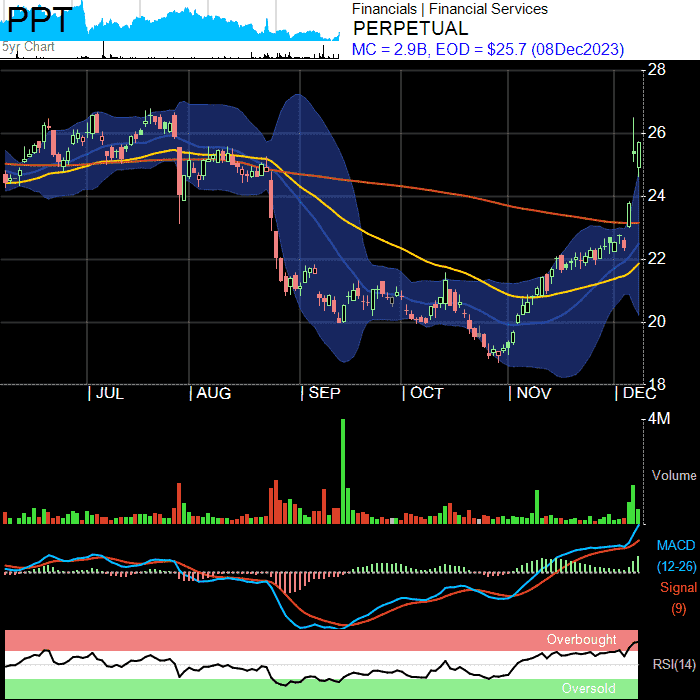 PPT
5yr Chart
Financials | Financial Services
PERPETUAL
MC = 2.9B, EOD = $25.7 (08Dec2023)
28
26
24
22
20
18
| JUL
| AUG
| SEP
| OCT
| NOV
| DEC
4M
Volume
MACD
(12-26)
Signal
(9)
Overbought
RSI(14)
Oversold